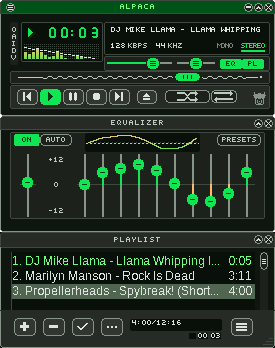 ALPACA
OAIDV
00:03
DJ MIKE LLAMA - LLAMA WHIPPING
128 KBPS 44 KHZ MONO STEREO
EQ PL
EQUALIZER
ON AUTO PRESETS
+12
0
-12
PLAYLIST
1. DJ Mike Llama - Llama Whipping I... 0:05
2. Marilyn Manson - Rock Is Dead 3:11
3. Propellerheads - Spybreak! (Short... 4:00
4:00/12:16
00:03